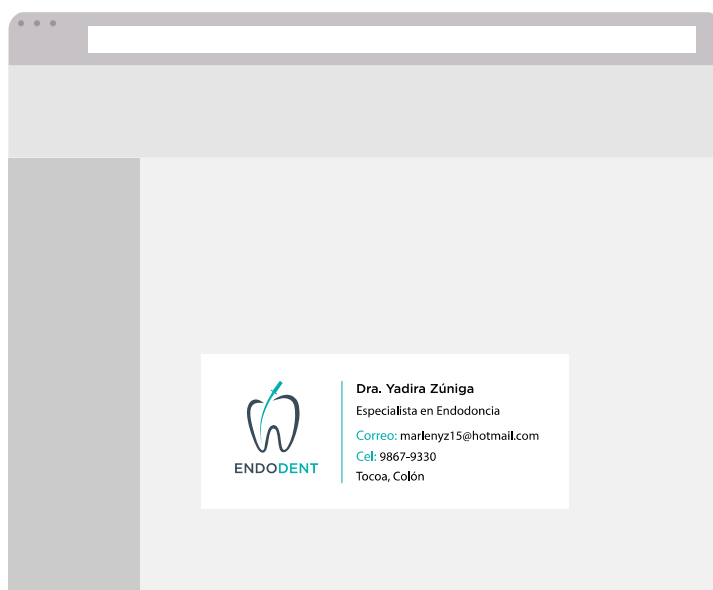 ENDODENT
Dra. Yadira Zúniga
Especialista en Endodoncia
Correo: marlenyz15@hotmail.com
Cel: 9867-9330
Tocoa, Colón